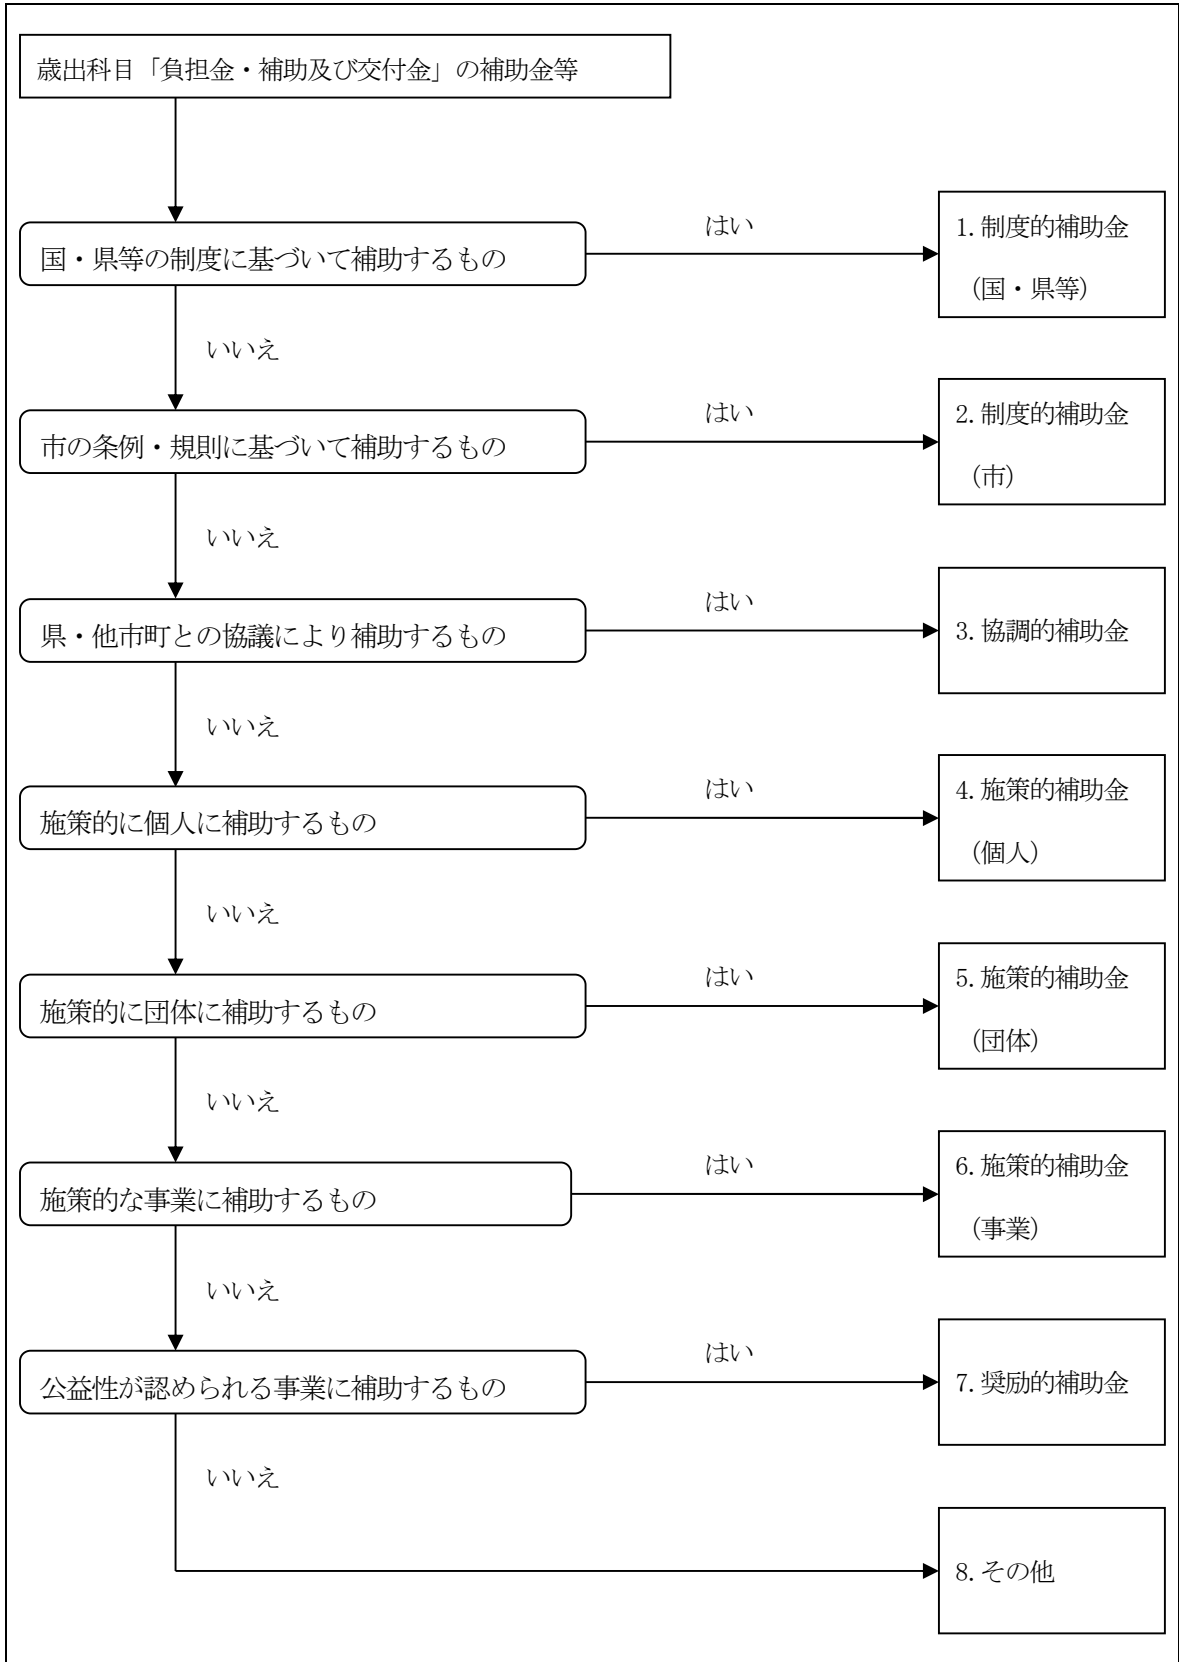 歳出科目「負担金・補助及び交付金」の補助金等
国・県等の制度に基づいて補助するもの
はい
1.制度的補助金
（国・県等）
いいえ
市の条例・規則に基づいて補助するもの
はい
2.制度的補助金
（市）
いいえ
県・他市町との協議により補助するもの
はい
3.協調的補助金
いいえ
施策的に個人に補助するもの
はい
4.施策的補助金
（個人）
いいえ
施策的に団体に補助するもの
はい
5.施策的補助金
（団体）
いいえ
施策的な事業に補助するもの
はい
6.施策的補助金
（事業）
いいえ
公益性が認められる事業に補助するもの
はい
7.奨励的補助金
いいえ
8.その他